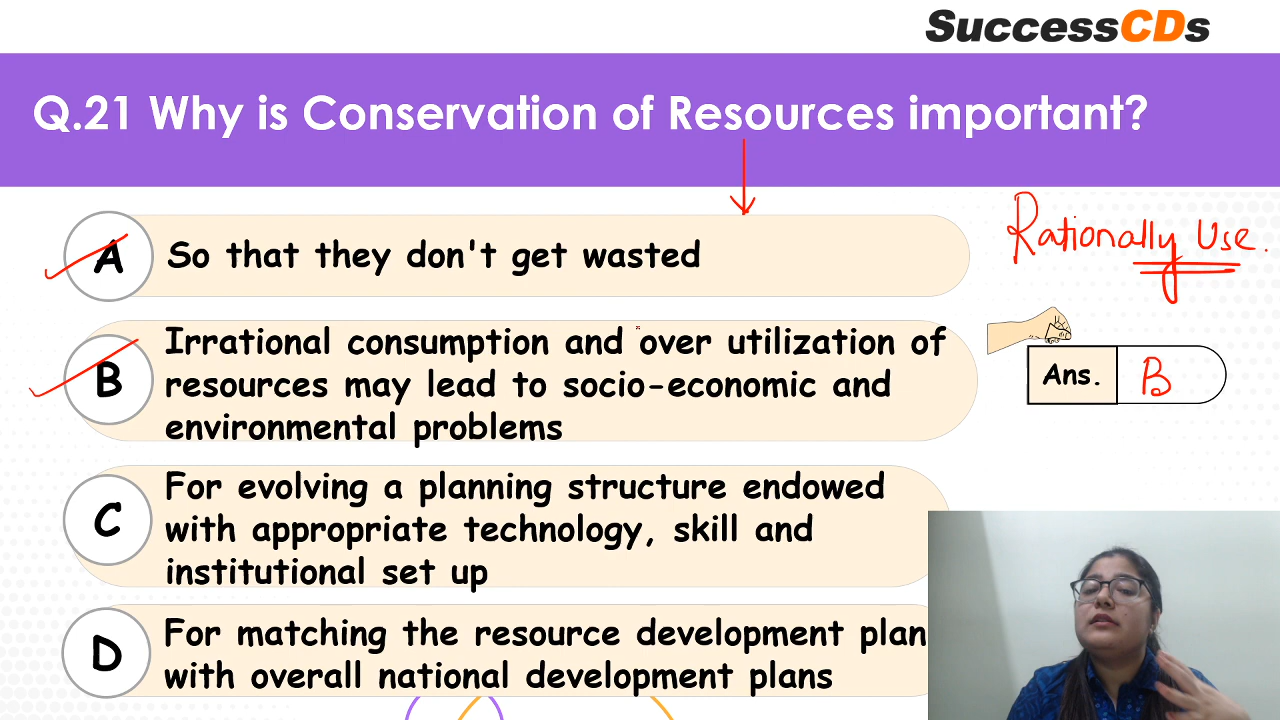 SuccessCDs
Q.21 Why is Conservation of Resources important?
A So that they don't get wasted
Rationally Use.
B Irrational consumption and over utilization of
resources may lead to socio-economic and
environmental problems
Ans. B
C For evolving a planning structure endowed
with appropriate technology, skill and
institutional set up
D For matching the resource development plan
with overall national development plans